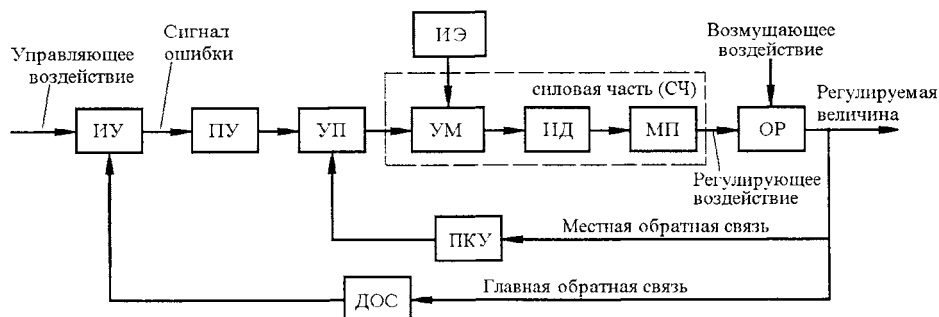 Управляющее
воздействие
Сигнал
ошибки
ИЭ
Возмущающее
воздействие
силовая часть (СЧ)
Регулируемая
величина
ИУ
ПУ
УП
УМ
ИД
МП
ОР
Регулирующее
воздействие
ПКУ
Местная обратная связь
ДОС
Главная обратная связь